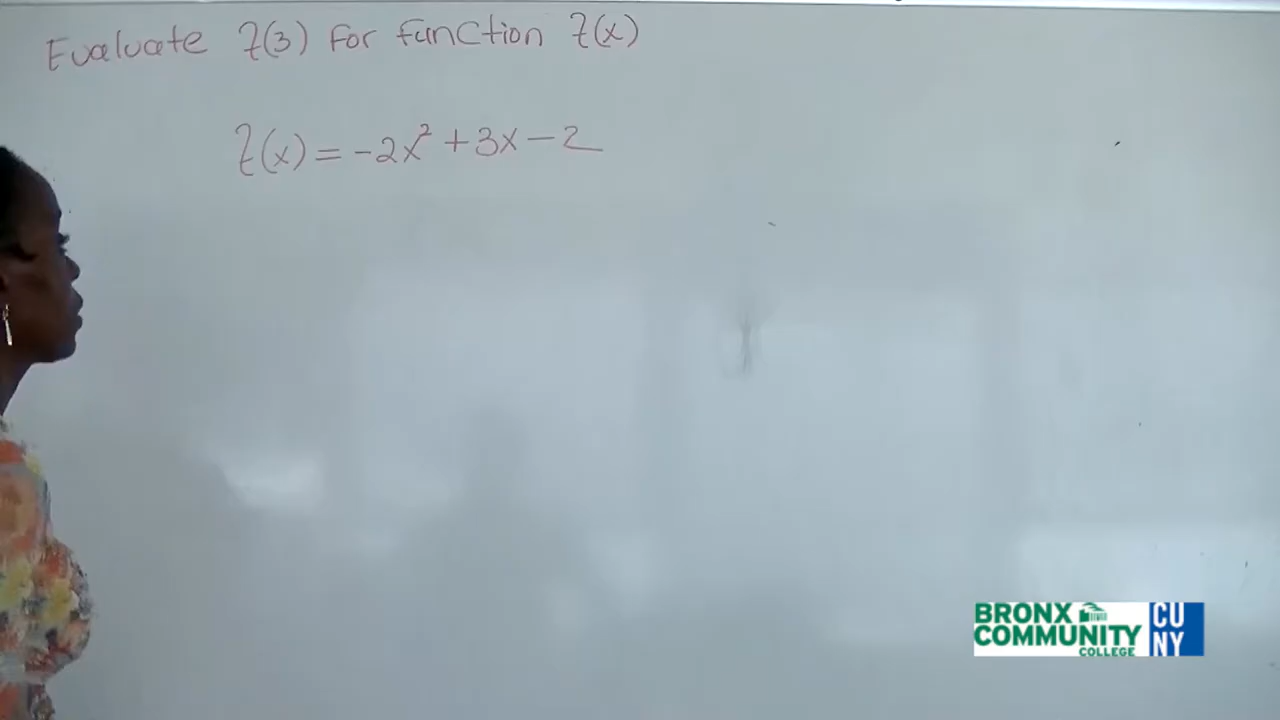 Evaluate f(3) for function f(x)
f(x) = -2x² + 3x - 2
BRONX
COMMUNITY
COLLEGE
CU
NY